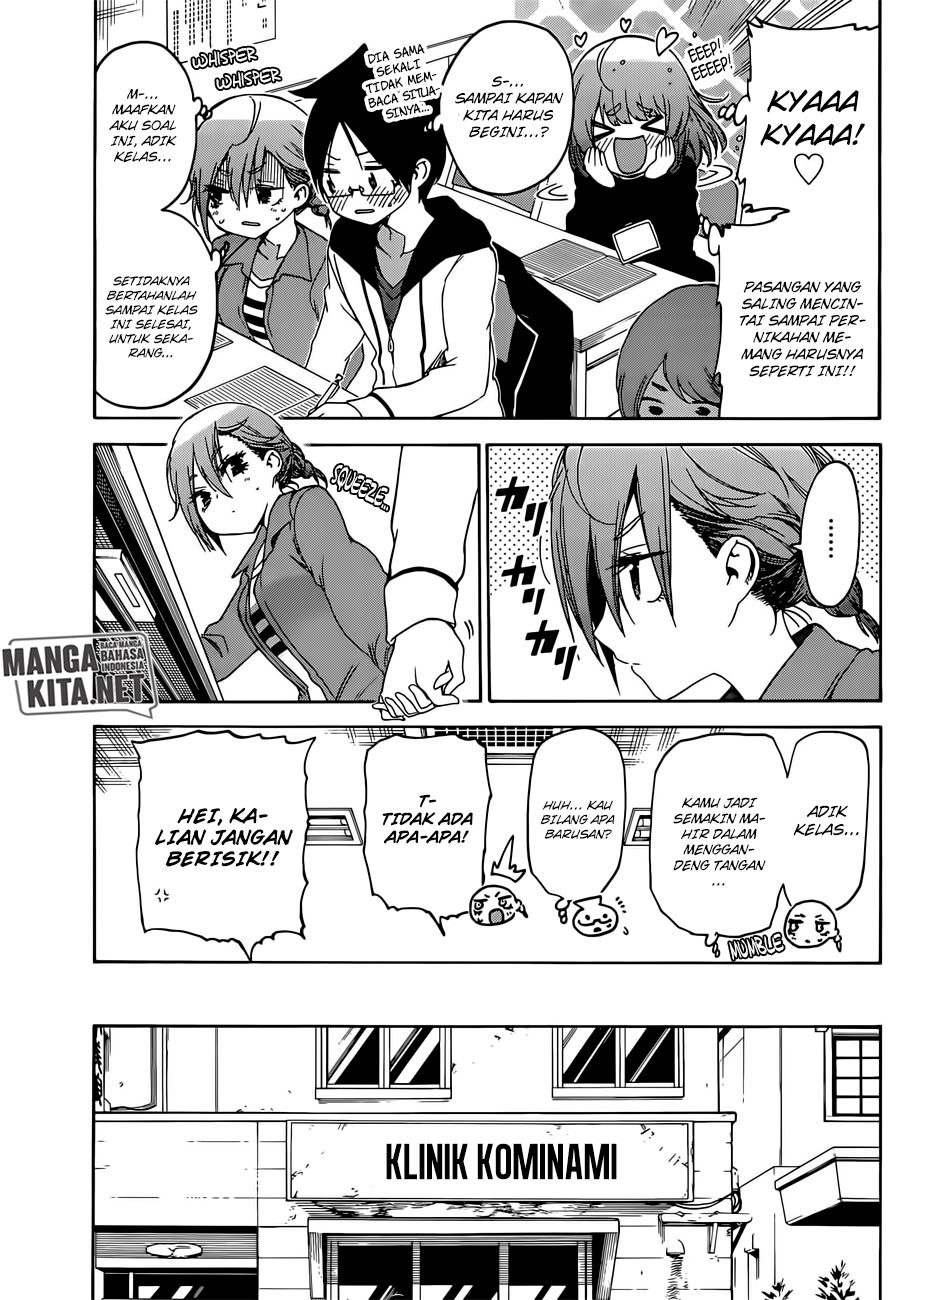 KYAAA
KYAAA!
♡
PASANGAN YANG
SALING MENCIN-
TAI SAMPAI PER-
NIKAHAN ME-
MANG HARUSNYA
SEPERTI INI!!
EEEP!
EEEEP!
S-...
SAMPAI KAPAN
KITA HARUS
BEGINI...?
DIA SAMA
SEKALI
TIDAK MEM-
BACA SITUA-
SINYA...
WHISPER
WHISPER
M-...
MAAFKAN
AKU SOAL
INI, ADIK
KELAS...
SETIDAKNYA
BERTAHANLAH
SAMPAI KELAS
INI SELESAI,
UNTUK SEKA-
RANG...
........
カリ
カリ
SQUEEZE...
MANGA
KITA.NET
BACA MANGA
BAHASA
INDONESIA
ADIK
KELAS...
KAMU JADI
SEMAKIN MA-
HIR DALAM
MENGGAN-
DENG TANGAN
...
MUMBLE
HUH... KAU
BILANG APA
BARUSAN?
T-
TIDAK ADA
APA-APA!
HEI, KA-
LIAN JANGAN
BERISIK!!
KLINIK KOMINAMI